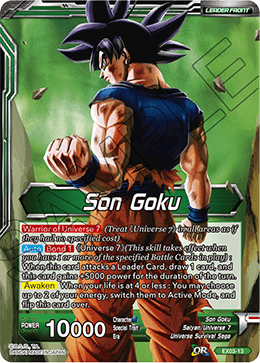 LEADER FRONT
Son Goku
Warrior of Universe 7 (Treat《Universe 7》in all areas as if
they had no specified cost)
Bond 1 《Universe 7》(This skill takes effect when
you have 1 or more of the specified Battle Cards in play) :
When this card attacks a Leader Card, draw 1 card, and
this card gains +5000 power for the duration of the turn.
Awaken When your life is at 4 or less : You may choose
up to 2 of your energy, switch them to Active Mode, and
flip this card over.
POWER 10000
Character Son Goku
Special Trait Saiyan/Universe 7
Era Universe Survival Saga
BANDAI MADE IN JAPAN
EX03-13